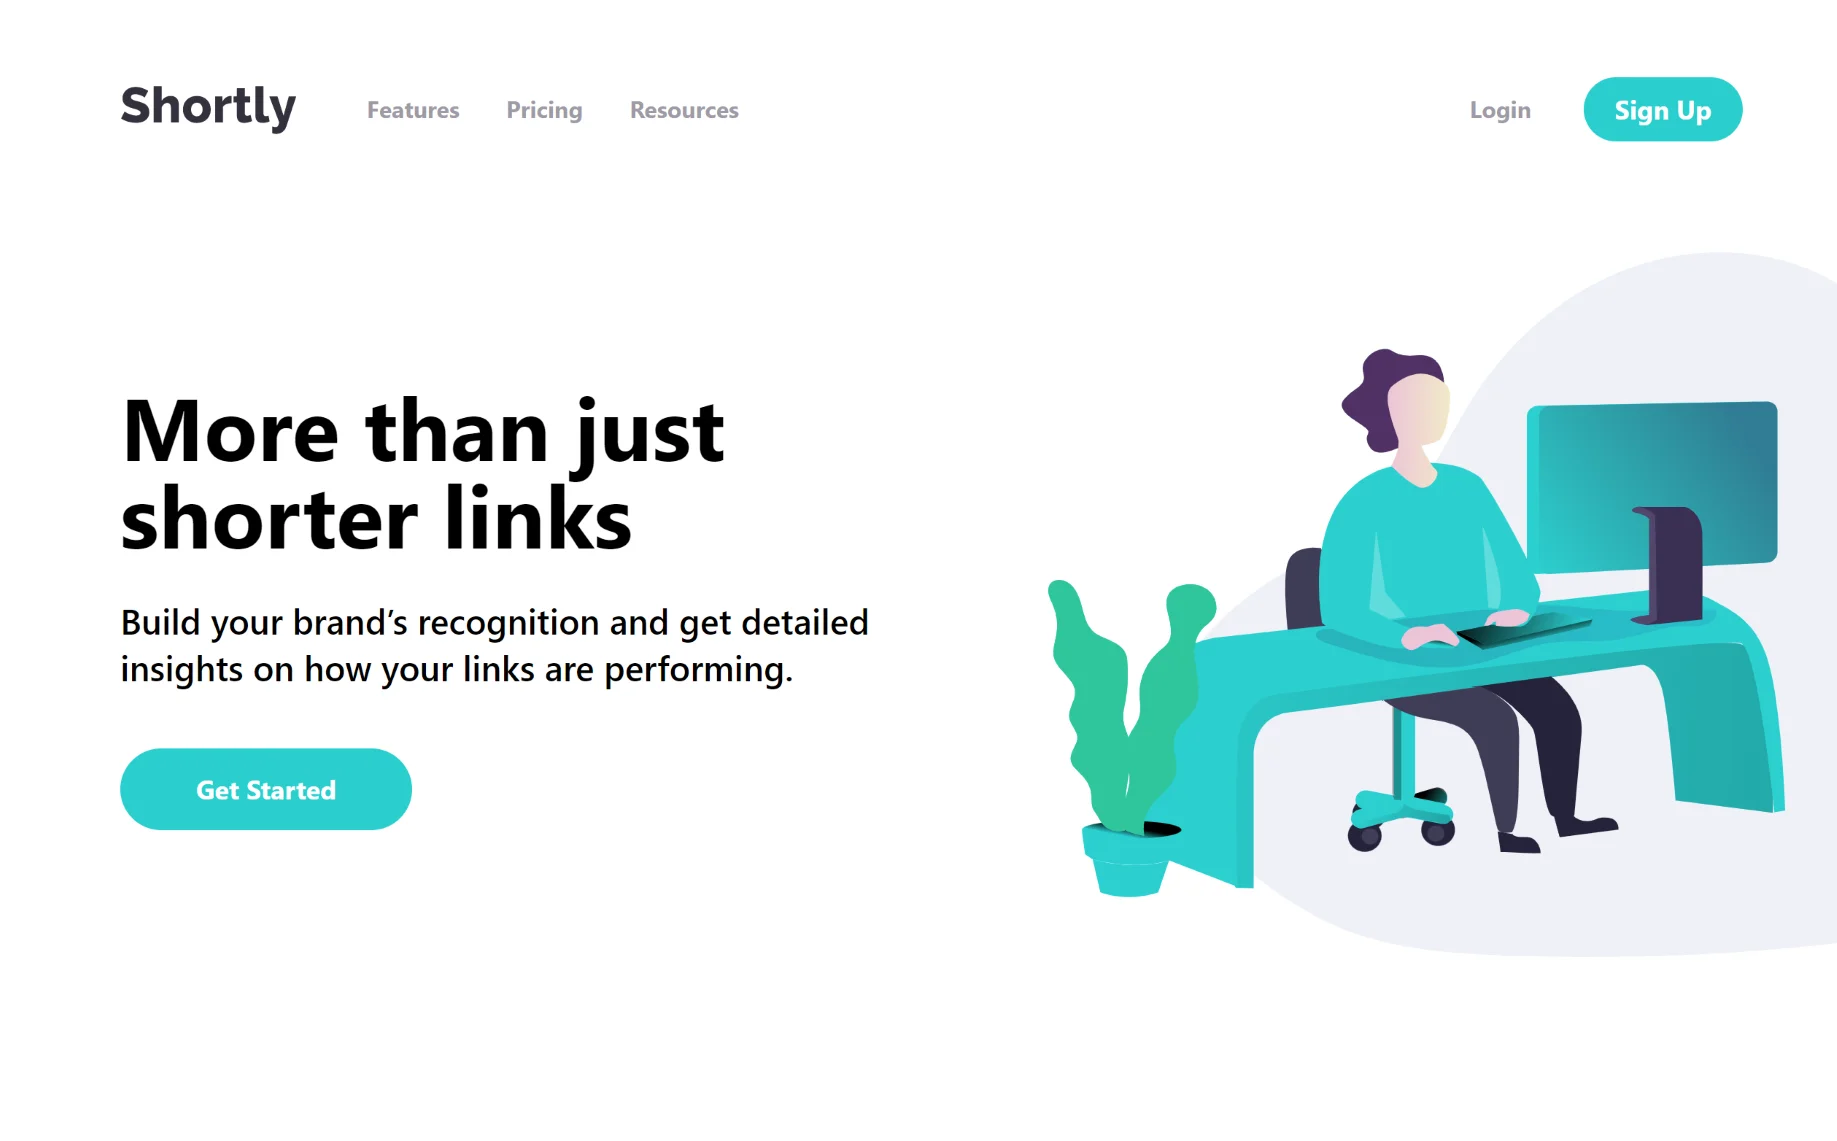 Shortly Features Pricing Resources Login Sign Up
More than just
shorter links
Build your brand’s recognition and get detailed
insights on how your links are performing.
Get Started